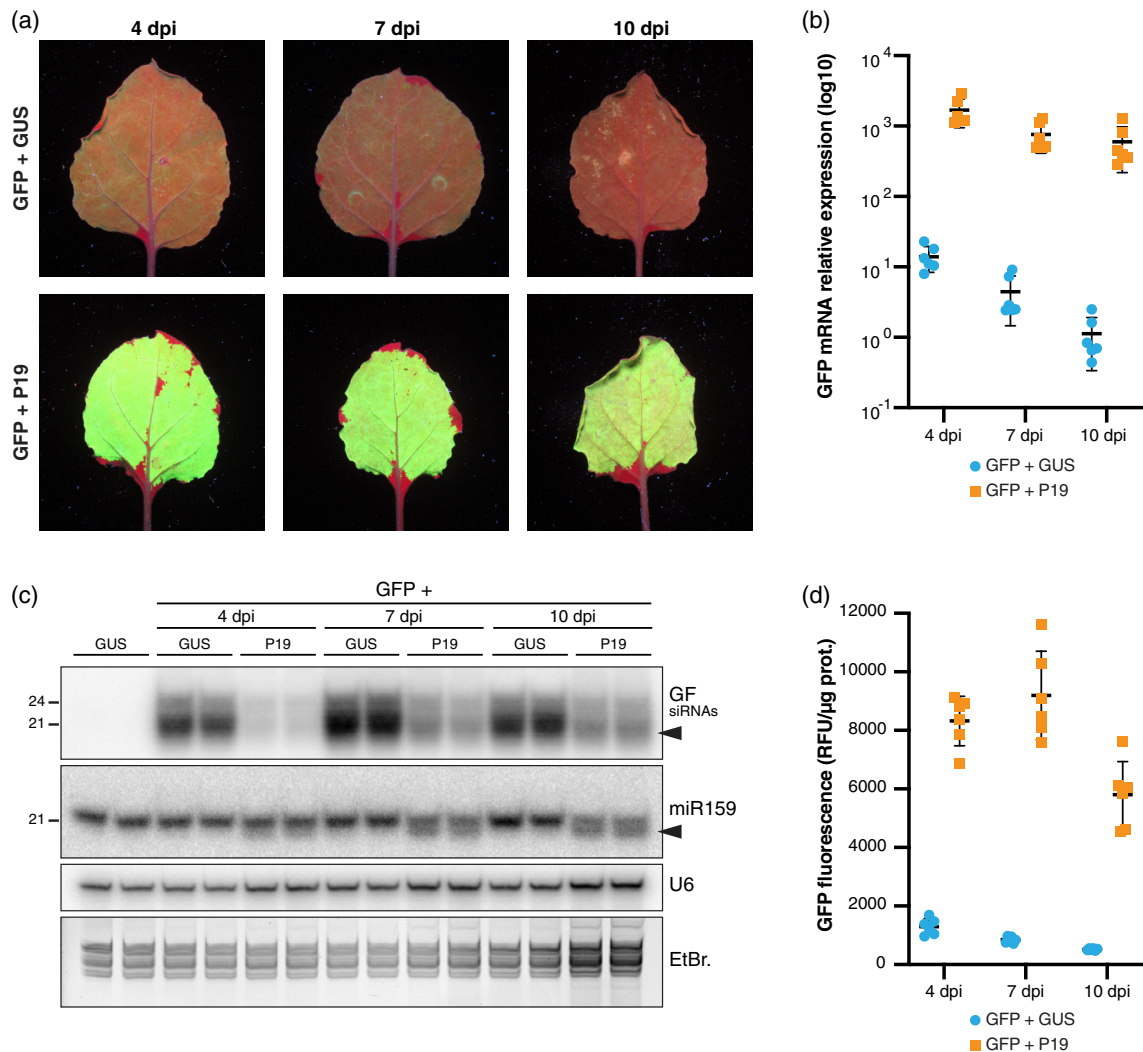 (a)
4 dpi 7 dpi 10 dpi
GFP + GUS
GFP + P19
(b)
GFP mRNA relative expression (log10)
10^4
10^3
10^2
10^1
10^0
10^-1
4 dpi 7 dpi 10 dpi
GFP + GUS
GFP + P19
(c)
GFP +
4 dpi 7 dpi 10 dpi
GUS GUS P19 GUS P19 GUS P19
24
21
GF
siRNAs
21
miR159
U6
EtBr.
(d)
GFP fluorescence (RFU/µg prot.)
12000
10000
8000
6000
4000
2000
0
4 dpi 7 dpi 10 dpi
GFP + GUS
GFP + P19